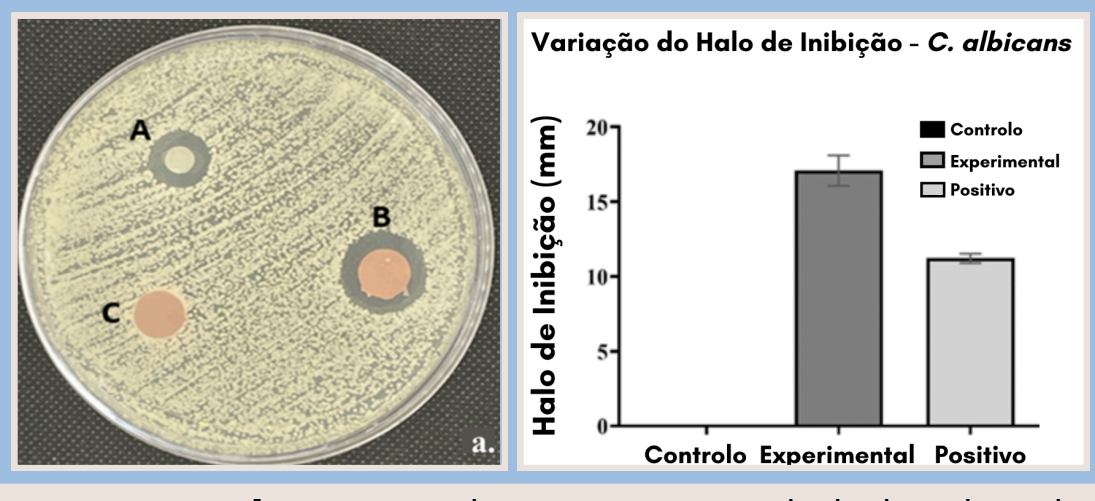 A
B
C
a.
Variação do Halo de Inibição - C. albicans
Halo de Inibição (mm)
20
15
10
5
0
Controlo
Experimental
Positivo
Controlo Experimental Positivo